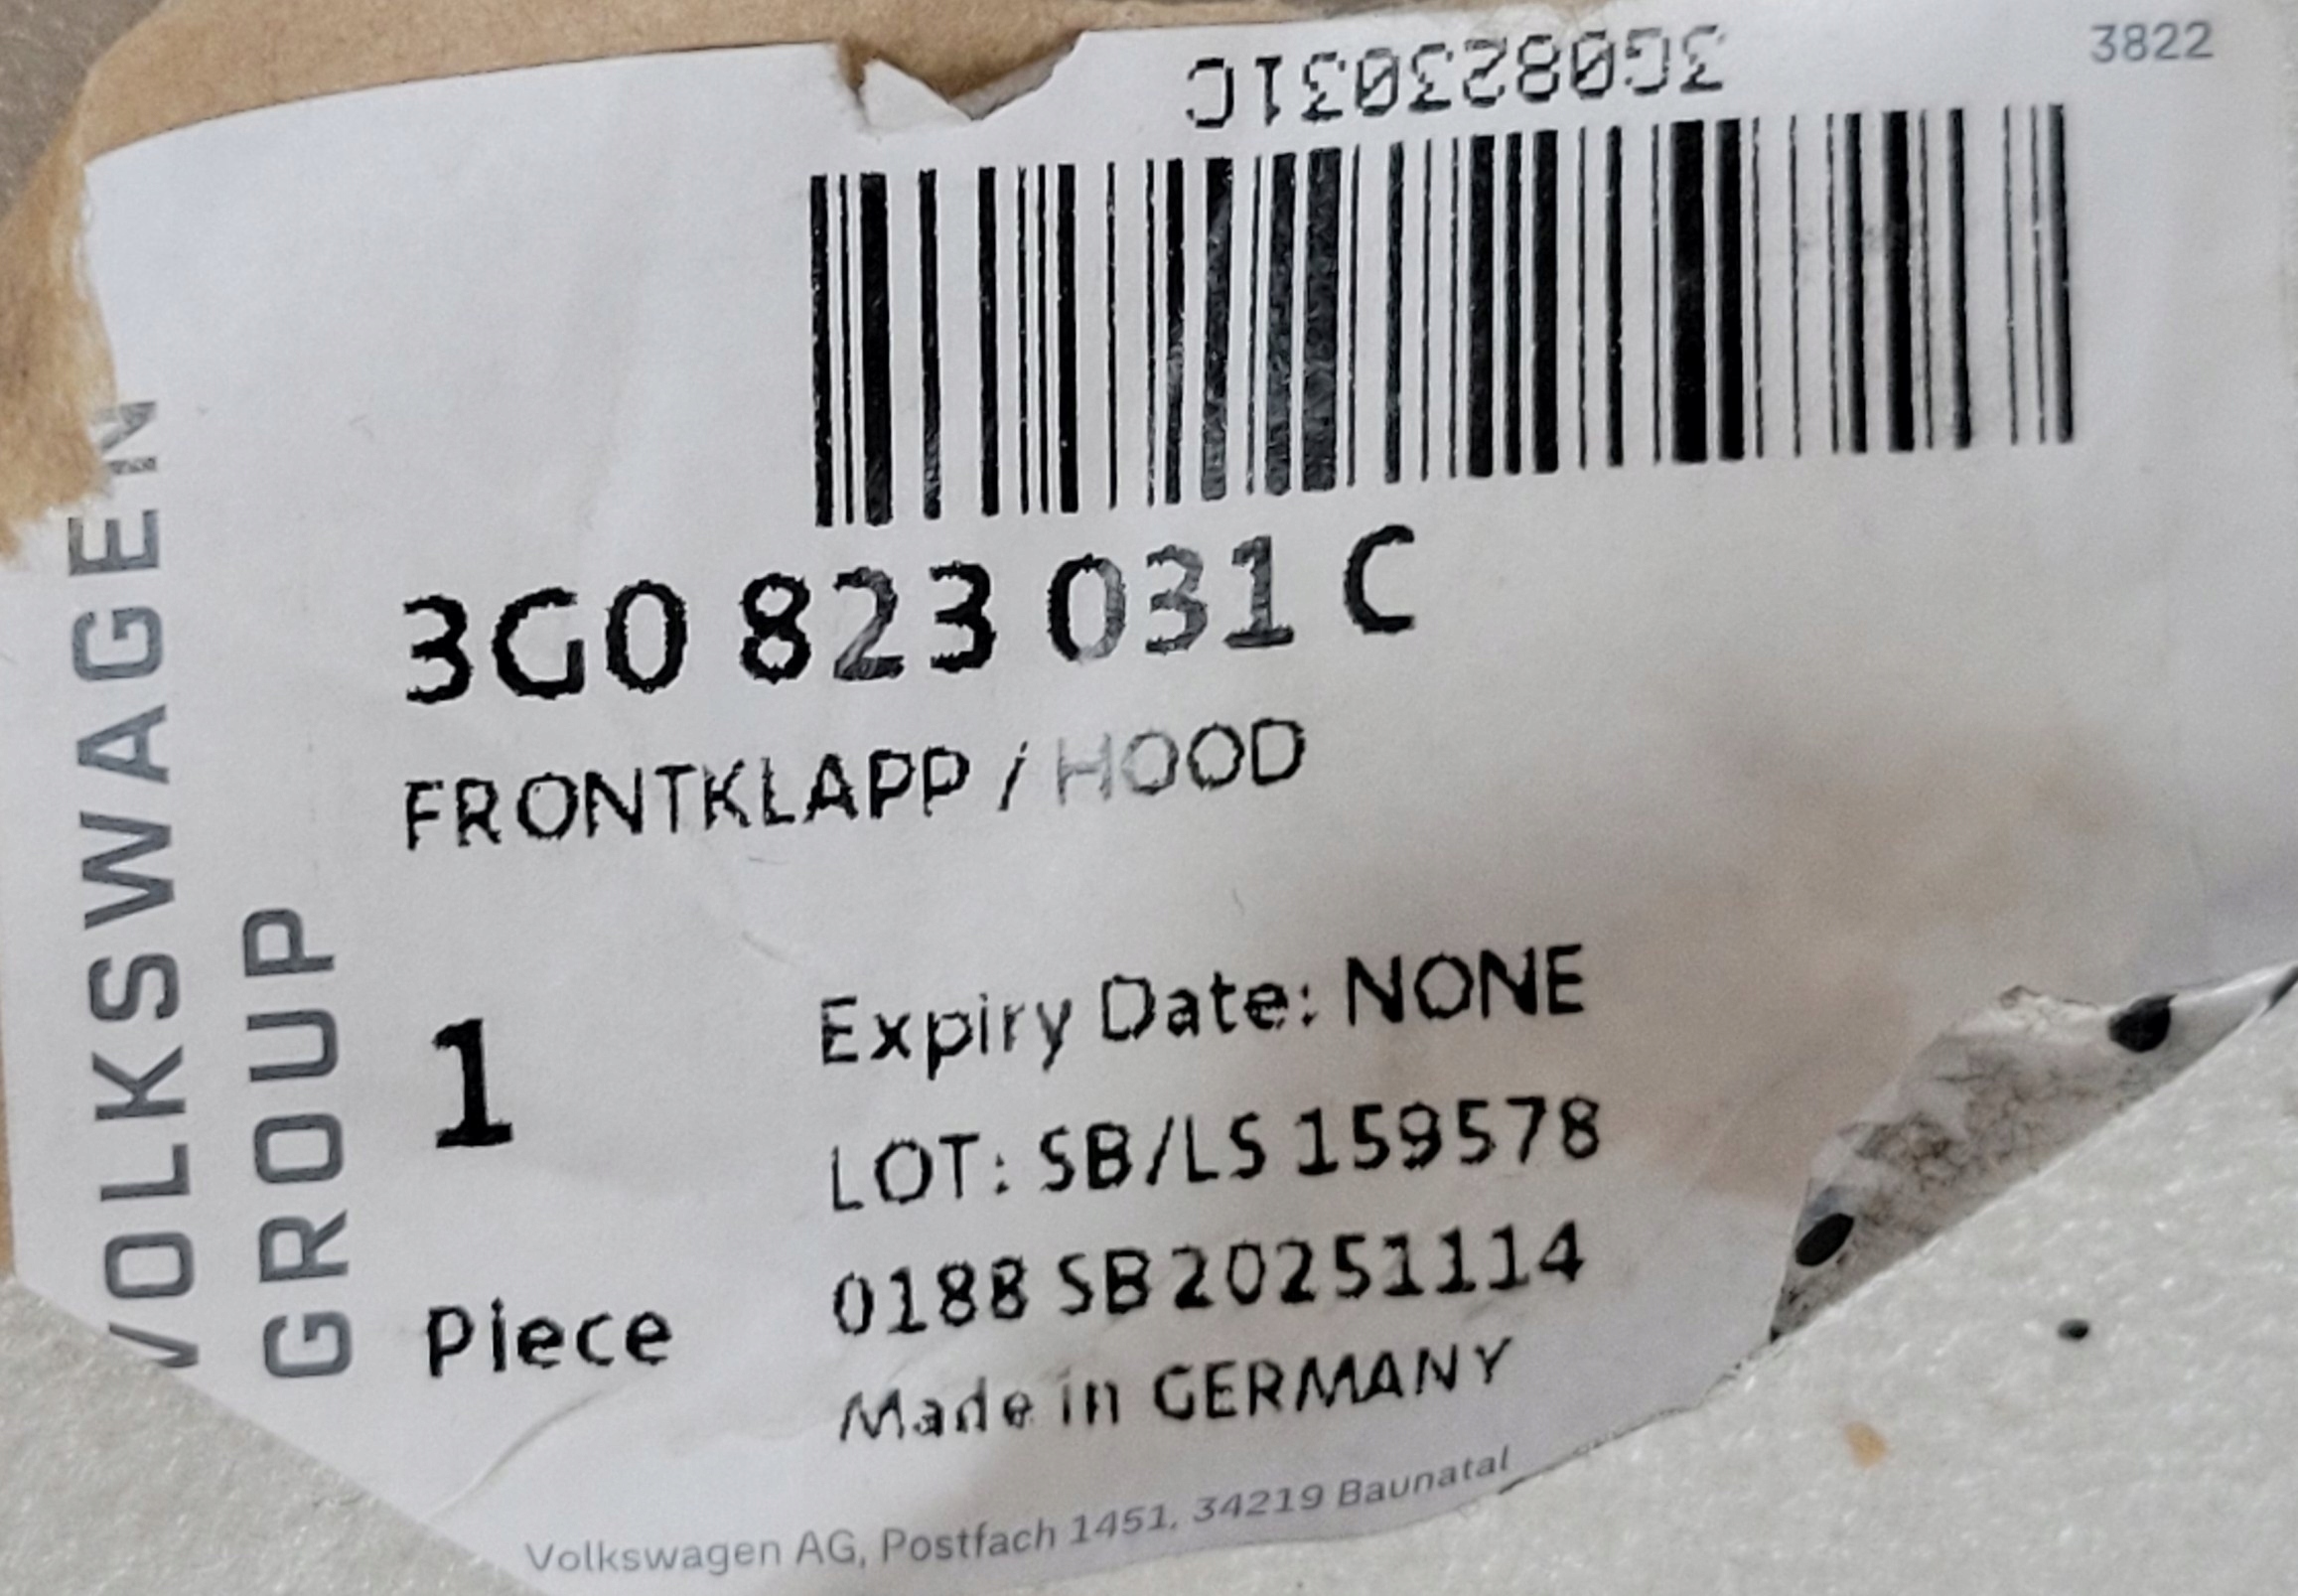 3822
3G0823031C
3G0 823 031 C
FRONTKLAPP / HOOD
1
Piece
Expiry Date: NONE
LOT: SB/LS 159578
0188 SB 20251114
Made in GERMANY
Volkswagen AG, Postfach 1451, 34219 Baunatal
VOLKSWAGEN
GROUP